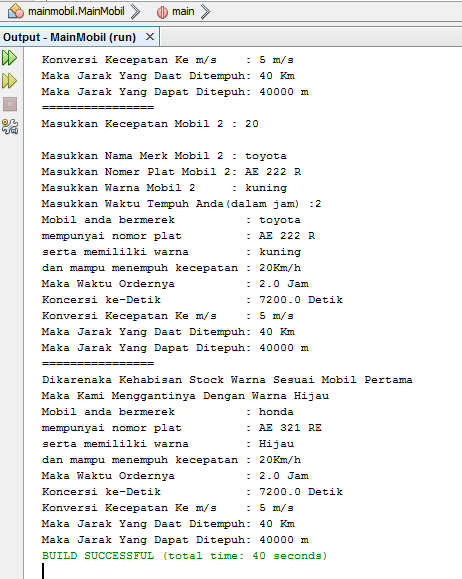 mainmobil.MainMobil main
Output - MainMobil (run) ×
Konversi Kecepatan Ke m/s : 5 m/s
Maka Jarak Yang Daat Ditempuh: 40 Km
Maka Jarak Yang Dapat Ditepuh: 40000 m
================
Masukkan Kecepatan Mobil 2 : 20
Masukkan Nama Merk Mobil 2 : toyota
Masukkan Nomer Plat Mobil 2: AE 222 R
Masukkan Warna Mobil 2 : kuning
Masukkan Waktu Tempuh Anda(dalam jam) :2
Mobil anda bermerek : toyota
mempunyai nomor plat : AE 222 R
serta memililki warna : kuning
dan mampu menempuh kecepatan : 20Km/h
Maka Waktu Ordernya : 2.0 Jam
Koncersi ke-Detik : 7200.0 Detik
Konversi Kecepatan Ke m/s : 5 m/s
Maka Jarak Yang Daat Ditempuh: 40 Km
Maka Jarak Yang Dapat Ditepuh: 40000 m
================
Dikarenaka Kehabisan Stock Warna Sesuai Mobil Pertama
Maka Kami Menggantinya Dengan Warna Hijau
Mobil anda bermerek : honda
mempunyai nomor plat : AE 321 RE
serta memililki warna : Hijau
dan mampu menempuh kecepatan : 20Km/h
Maka Waktu Ordernya : 2.0 Jam
Koncersi ke-Detik : 7200.0 Detik
Konversi Kecepatan Ke m/s : 5 m/s
Maka Jarak Yang Daat Ditempuh: 40 Km
Maka Jarak Yang Dapat Ditepuh: 40000 m
BUILD SUCCESSFUL (total time: 40 seconds)